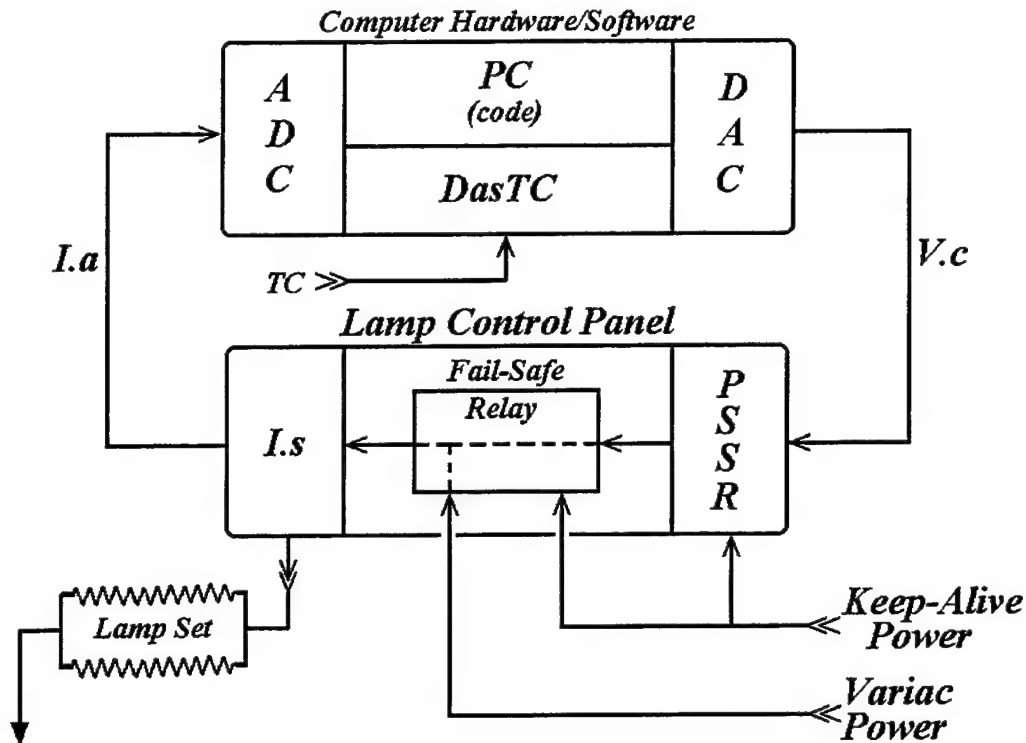 Computer Hardware/Software
A
D
C
PC
(code)
DasTC
D
A
C
I.a
V.c
TC
Lamp Control Panel
Fail-Safe
Relay
I.s
P
S
S
R
Lamp Set
Keep-Alive
Power
Variac
Power